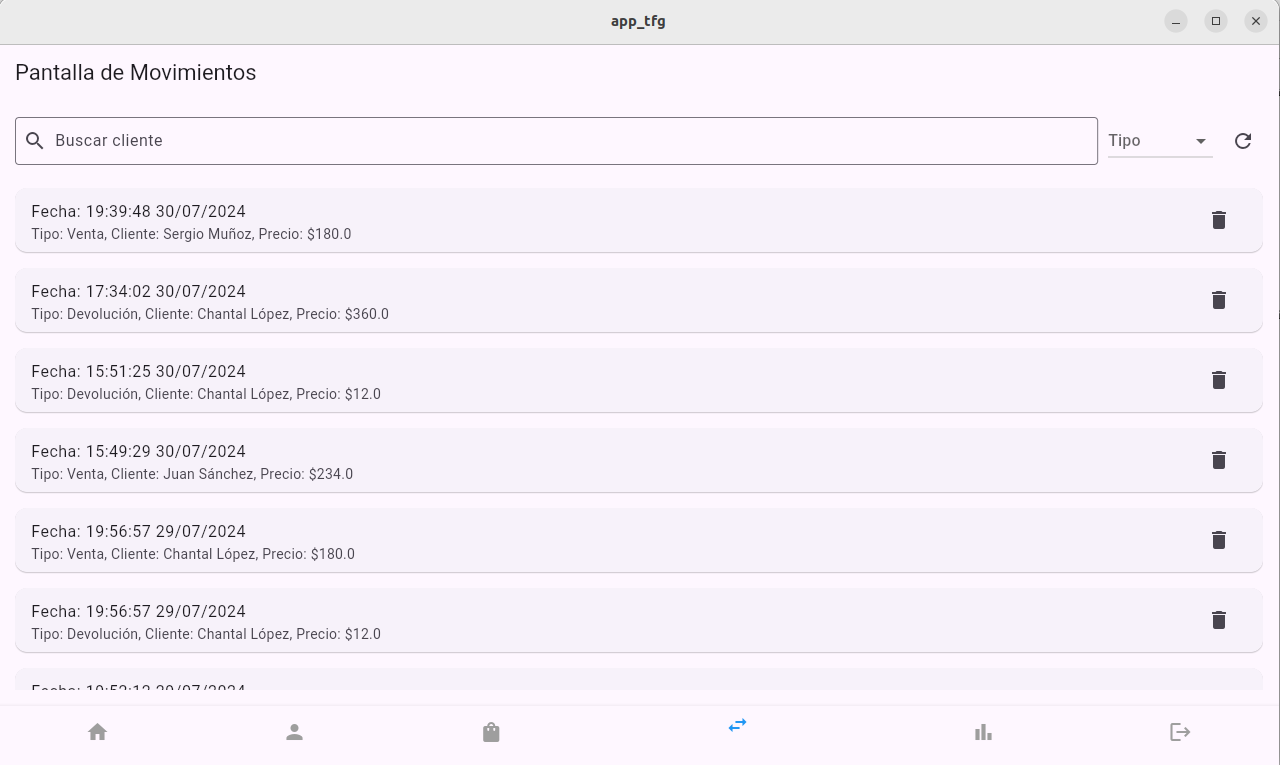 app_tfg
Pantalla de Movimientos
Buscar cliente
Tipo
Fecha: 19:39:48 30/07/2024
Tipo: Venta, Cliente: Sergio Muñoz, Precio: $180.0
Fecha: 17:34:02 30/07/2024
Tipo: Devolución, Cliente: Chantal López, Precio: $360.0
Fecha: 15:51:25 30/07/2024
Tipo: Devolución, Cliente: Chantal López, Precio: $12.0
Fecha: 15:49:29 30/07/2024
Tipo: Venta, Cliente: Juan Sánchez, Precio: $234.0
Fecha: 19:56:57 29/07/2024
Tipo: Venta, Cliente: Chantal López, Precio: $180.0
Fecha: 19:56:57 29/07/2024
Tipo: Devolución, Cliente: Chantal López, Precio: $12.0
Fecha: